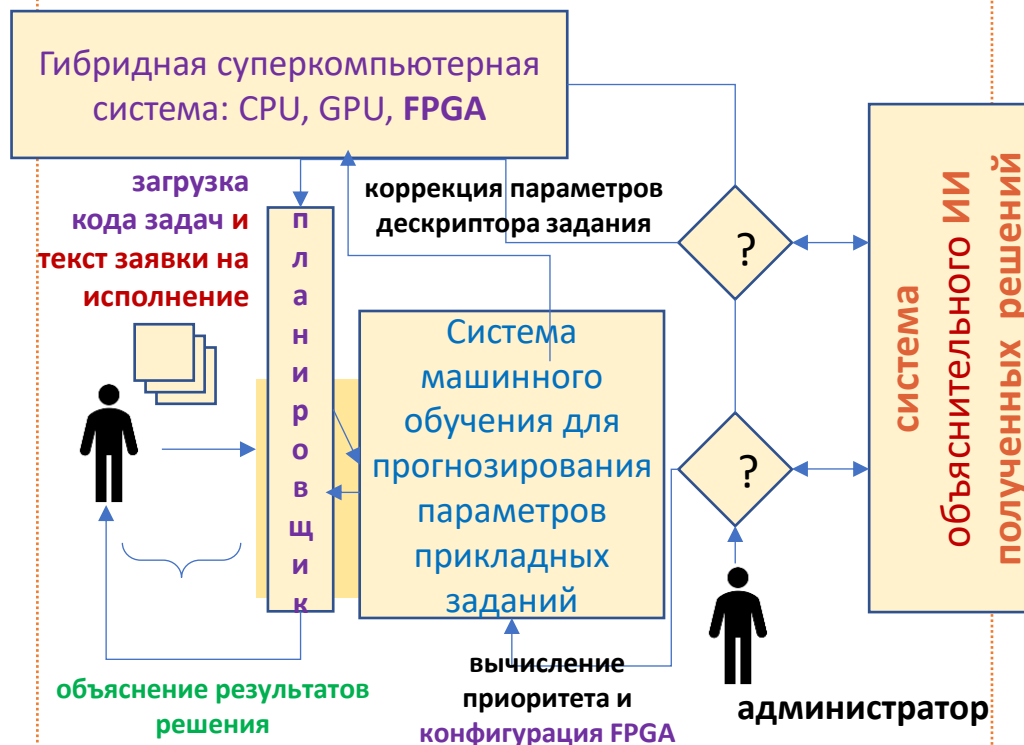 Гибридная суперкомпьютерная
система: CPU, GPU, FPGA
загрузка
кода задач и
текст заявки на
исполнение
планировщик
коррекция параметров
дескриптора задания
?
Система
машинного
обучения для
прогнозирования
параметров
прикладных
заданий
?
система
объяснительного ИИ
полученных решений
объяснение результатов
решения
вычисление
приоритета и
конфигурация FPGA
администратор